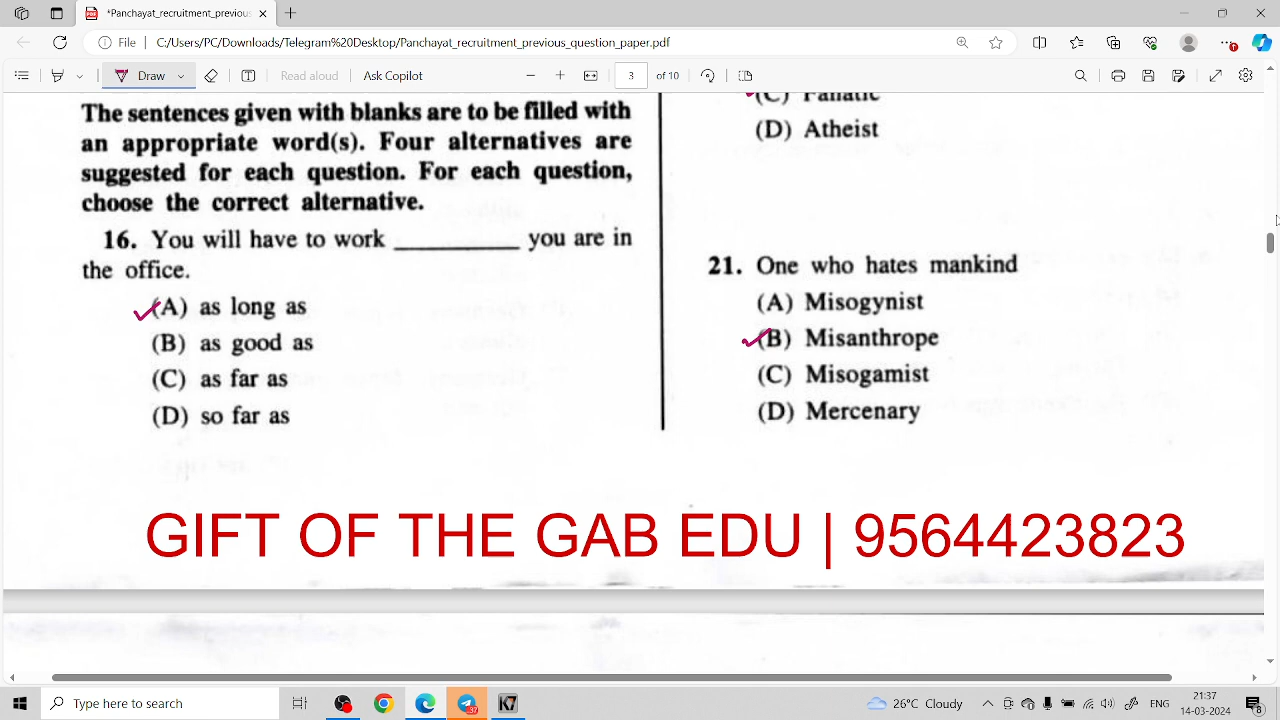 *Panchayat_recruitment_previou
File
C:/Users/PC/Downloads/Telegram%20Desktop/Panchayat_recruitment_previous_question_paper.pdf
Draw
Read aloud
Ask Copilot
3
of 10
The sentences given with blanks are to be filled with
an appropriate word(s). Four alternatives are
suggested for each question. For each question,
choose the correct alternative.
16. You will have to work __________ you are in
the office.
(A) as long as
(B) as good as
(C) as far as
(D) so far as
(C) Fanatic
(D) Atheist
21. One who hates mankind
(A) Misogynist
(B) Misanthrope
(C) Misogamist
(D) Mercenary
GIFT OF THE GAB EDU | 9564423823
Type here to search
26°C Cloudy
ENG
21:37
14-02-2024